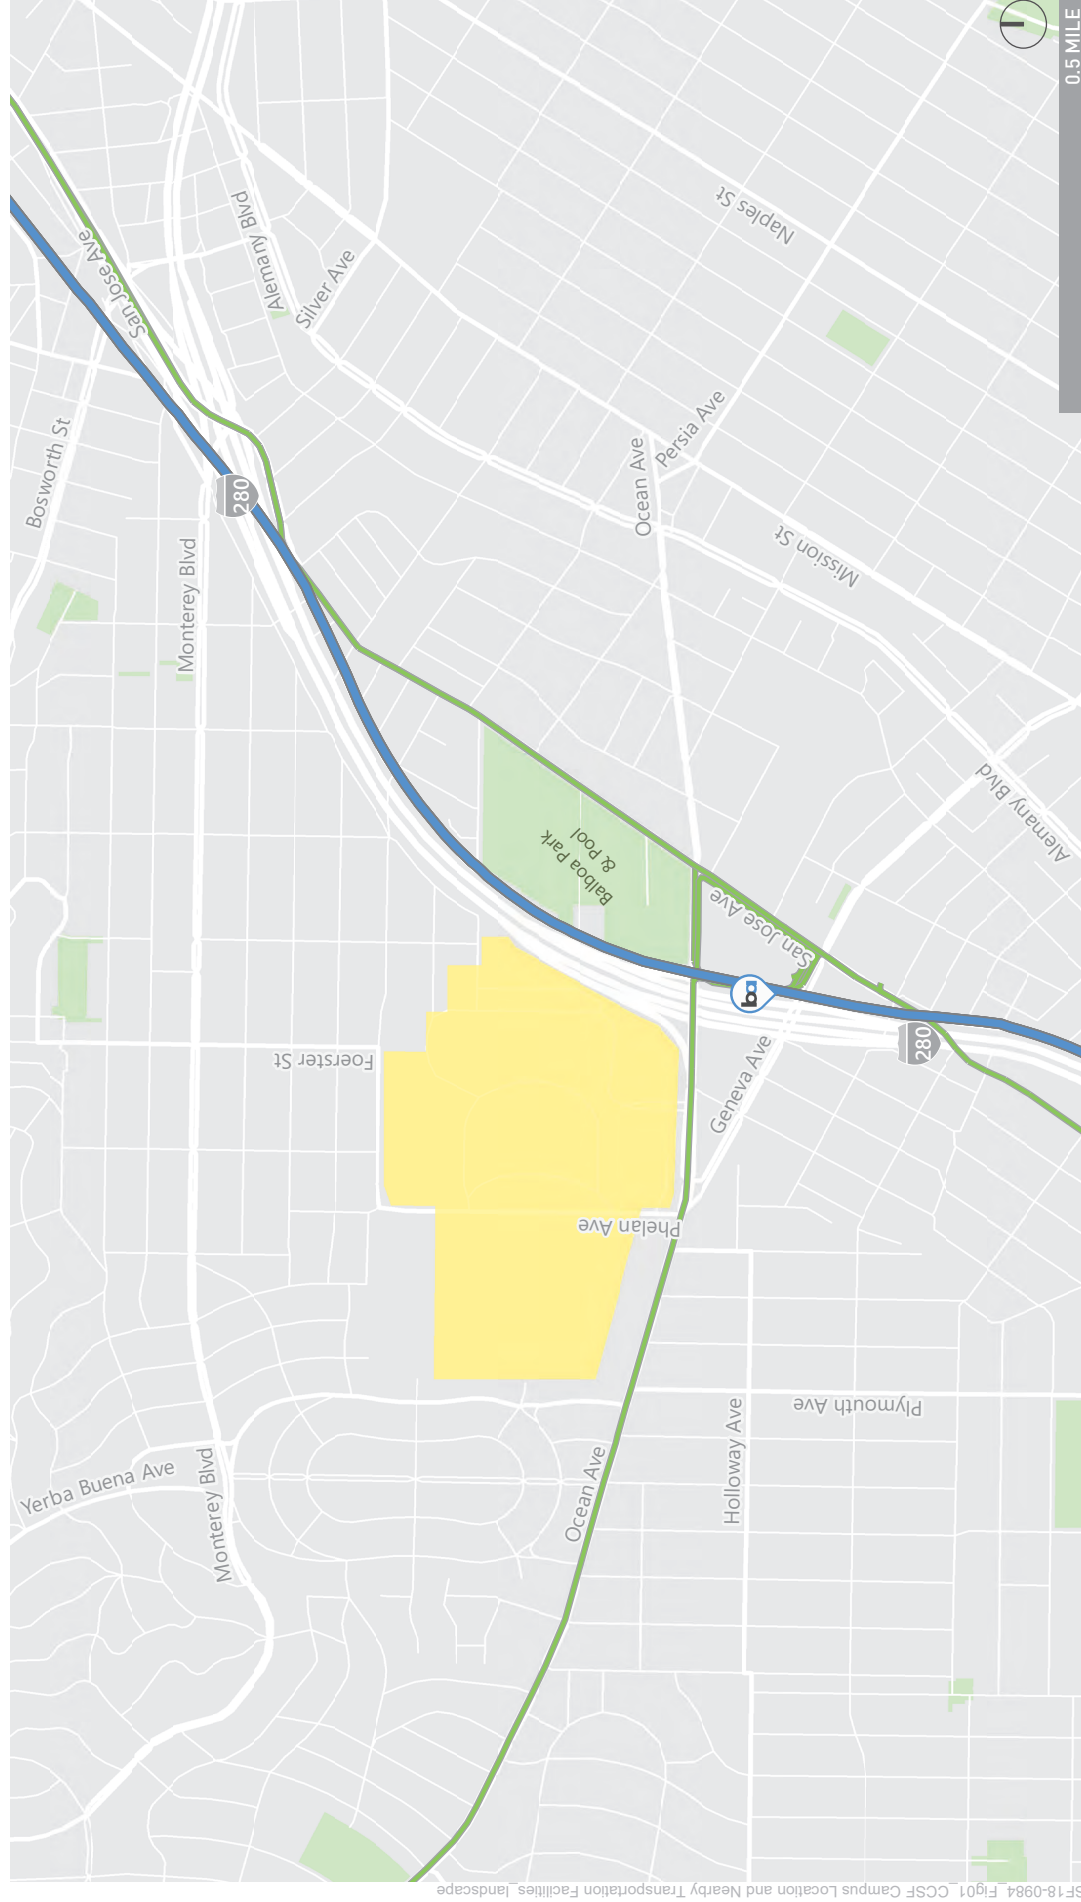 0.5 MILE
Naples St
Alemany Blvd
Silver Ave
San Jose Ave
Bosworth St
280
Monterey Blvd
Ocean Ave
Persia Ave
Mission St
Alemany Blvd
Balboa Park
& Pool
San Jose Ave
ba
Foerster St
280
Geneva Ave
Phelan Ave
Plymouth Ave
Holloway Ave
Ocean Ave
Yerba Buena Ave
Monterey Blvd
SF18-0984_Fig01_CCSF Campus Location and Nearby Transportation Facilities_landscape